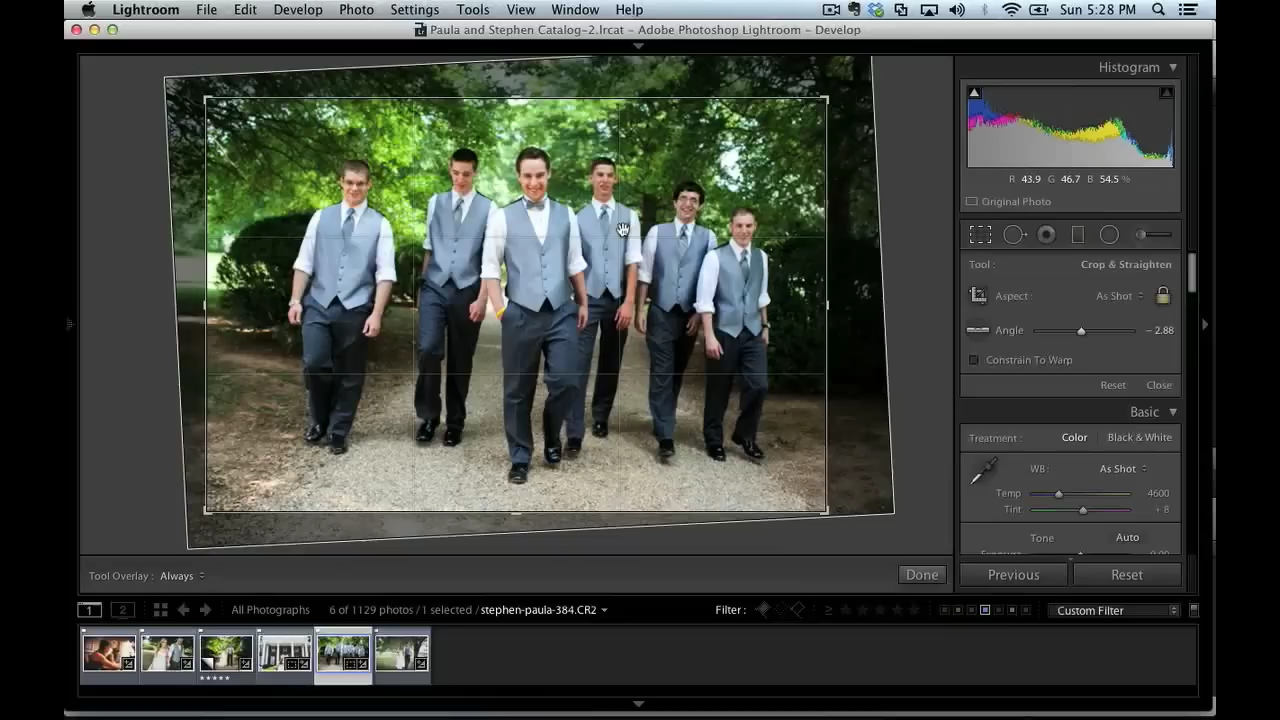 Lightroom File Edit Develop Photo Settings Tools View Window Help Sun 5:28 PM
Paula and Stephen Catalog-2.lrcat - Adobe Photoshop Lightroom - Develop
Histogram
R 43.9 G 46.7 B 54.5 %
Original Photo
Tool : Crop & Straighten
Aspect : As Shot
Angle - 2.88
Constrain To Warp
Reset Close
Basic
Treatment : Color Black & White
WB : As Shot
Temp 4600
Tint + 8
Tone Auto
Tool Overlay : Always Done
Previous Reset
1 2 All Photographs 6 of 1129 photos / 1 selected / stephen-paula-384.CR2 Filter : Custom Filter